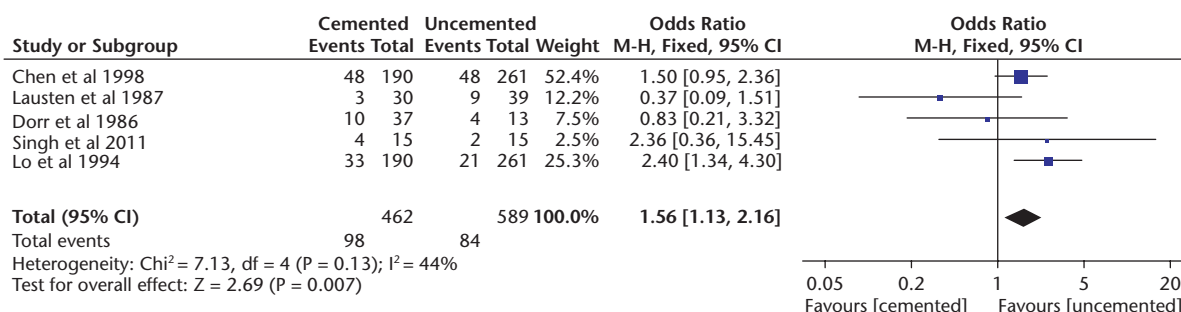 Cemented Uncemented Odds Ratio Odds Ratio
Study or Subgroup Events Total Events Total Weight M-H, Fixed, 95% CI M-H, Fixed, 95% CI
Chen et al 1998 48 190 48 261 52.4% 1.50 [0.95, 2.36]
Lausten et al 1987 3 30 9 39 12.2% 0.37 [0.09, 1.51]
Dorr et al 1986 10 37 4 13 7.5% 0.83 [0.21, 3.32]
Singh et al 2011 4 15 2 15 2.5% 2.36 [0.36, 15.45]
Lo et al 1994 33 190 21 261 25.3% 2.40 [1.34, 4.30]
Total (95% CI) 462 589 100.0% 1.56 [1.13, 2.16]
Total events 98 84
Heterogeneity: Chi² = 7.13, df = 4 (P = 0.13); I² = 44%
Test for overall effect: Z = 2.69 (P = 0.007)
0.05 0.2 1 5 20
Favours [cemented] Favours [uncemented]